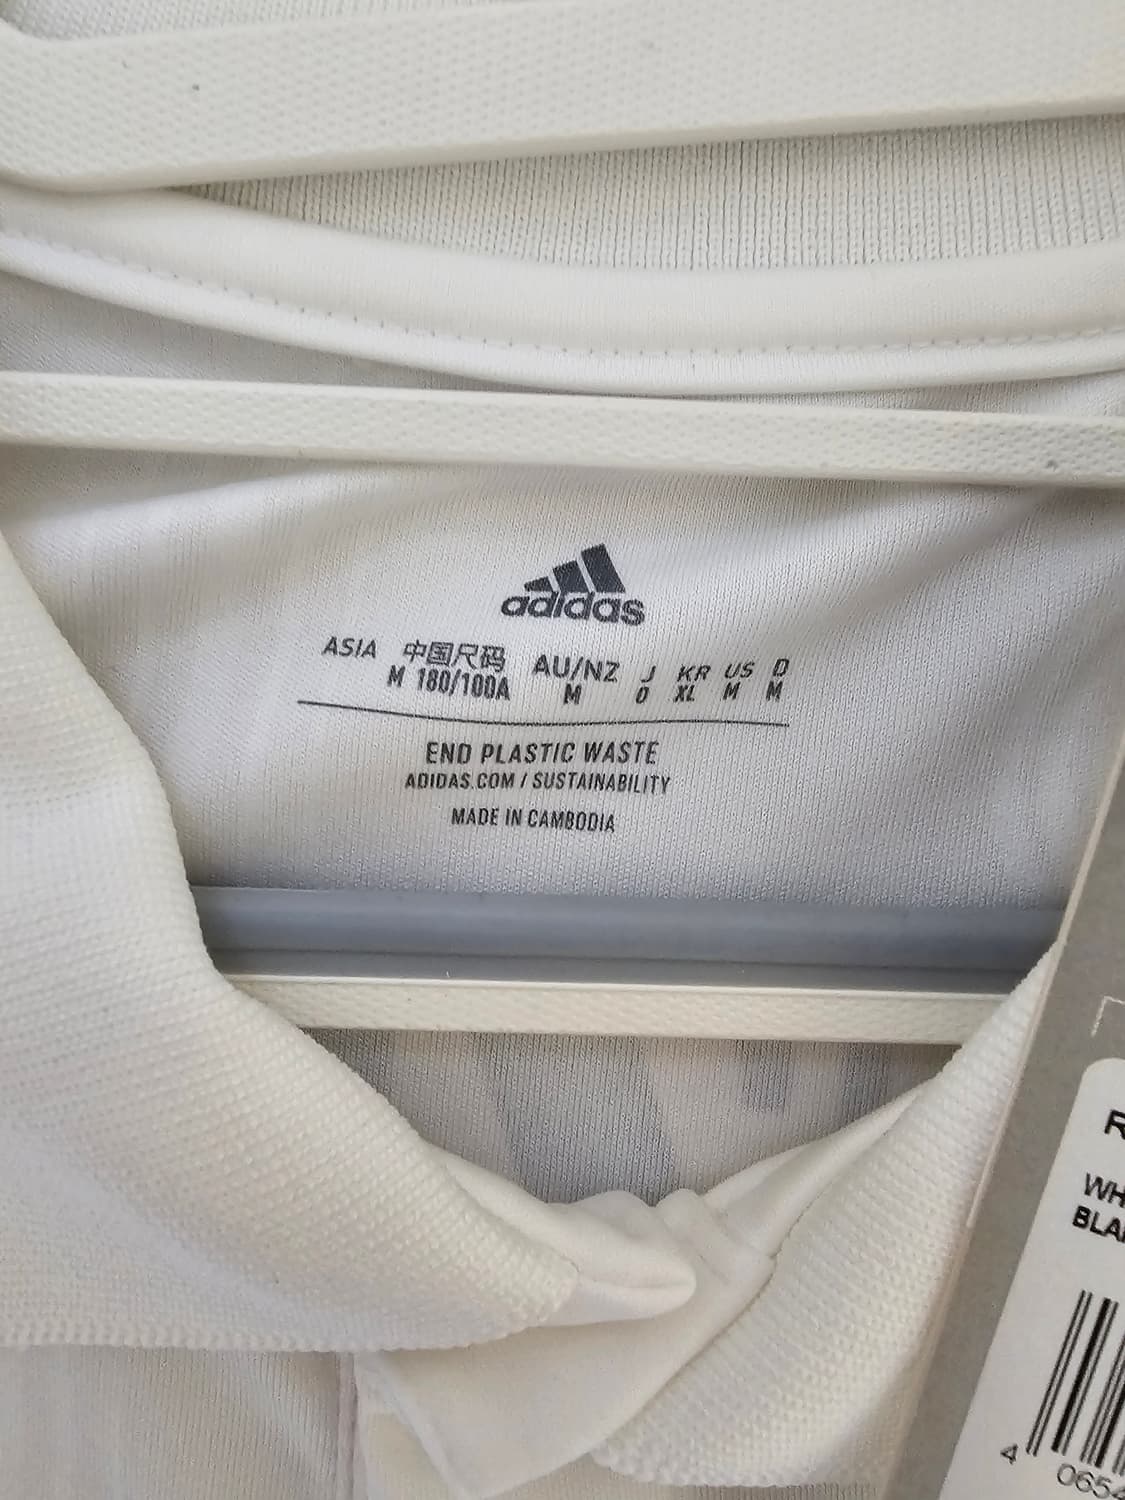 adidas
ASIA 中国尺码 AU/NZ J KR US D
M 180/100A M O XL M M
END PLASTIC WASTE
ADIDAS.COM / SUSTAINABILITY
MADE IN CAMBODIA
4